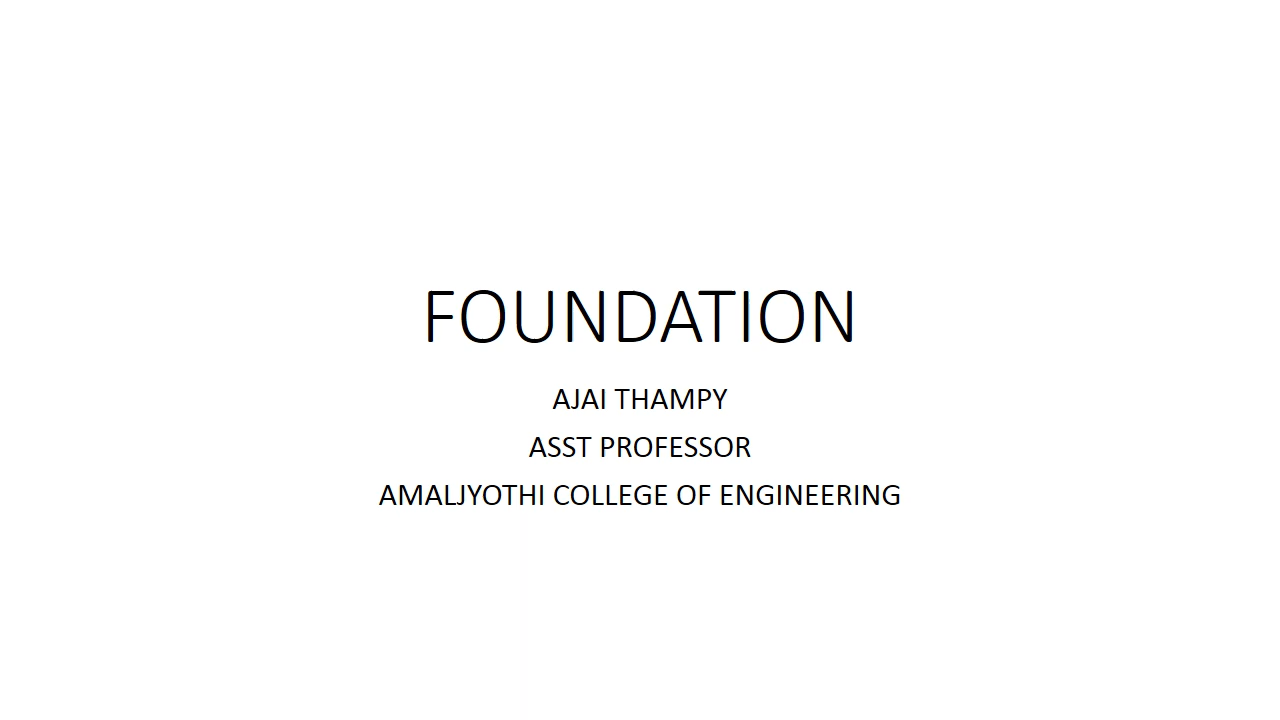 FOUNDATION
AJAI THAMPY
ASST PROFESSOR
AMALJYOTHI COLLEGE OF ENGINEERING